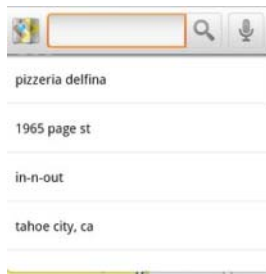 pizzeria delfina
1965 page st
in-n-out
tahoe city, ca